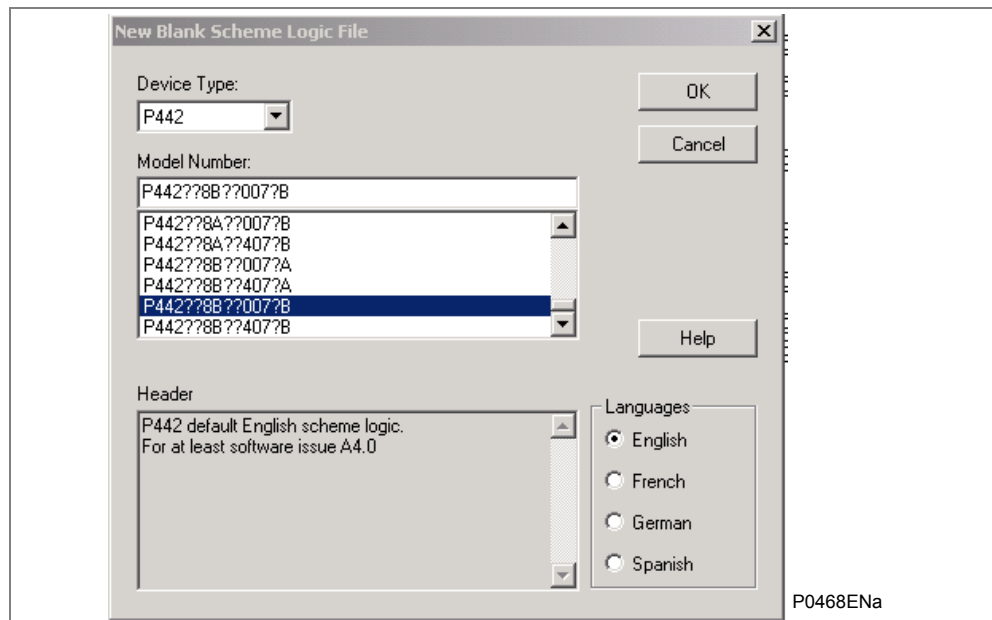 New Blank Scheme Logic File
Device Type:
P442
OK
Cancel
Model Number:
P442??8B??007?B
P442??8A??007?B
P442??8A??407?B
P442??8B??007?A
P442??8B??407?A
P442??8B??007?B
P442??8B??407?B
Help
Header
P442 default English scheme logic.
For at least software issue A4.0
Languages
English
French
German
Spanish
P0468ENa